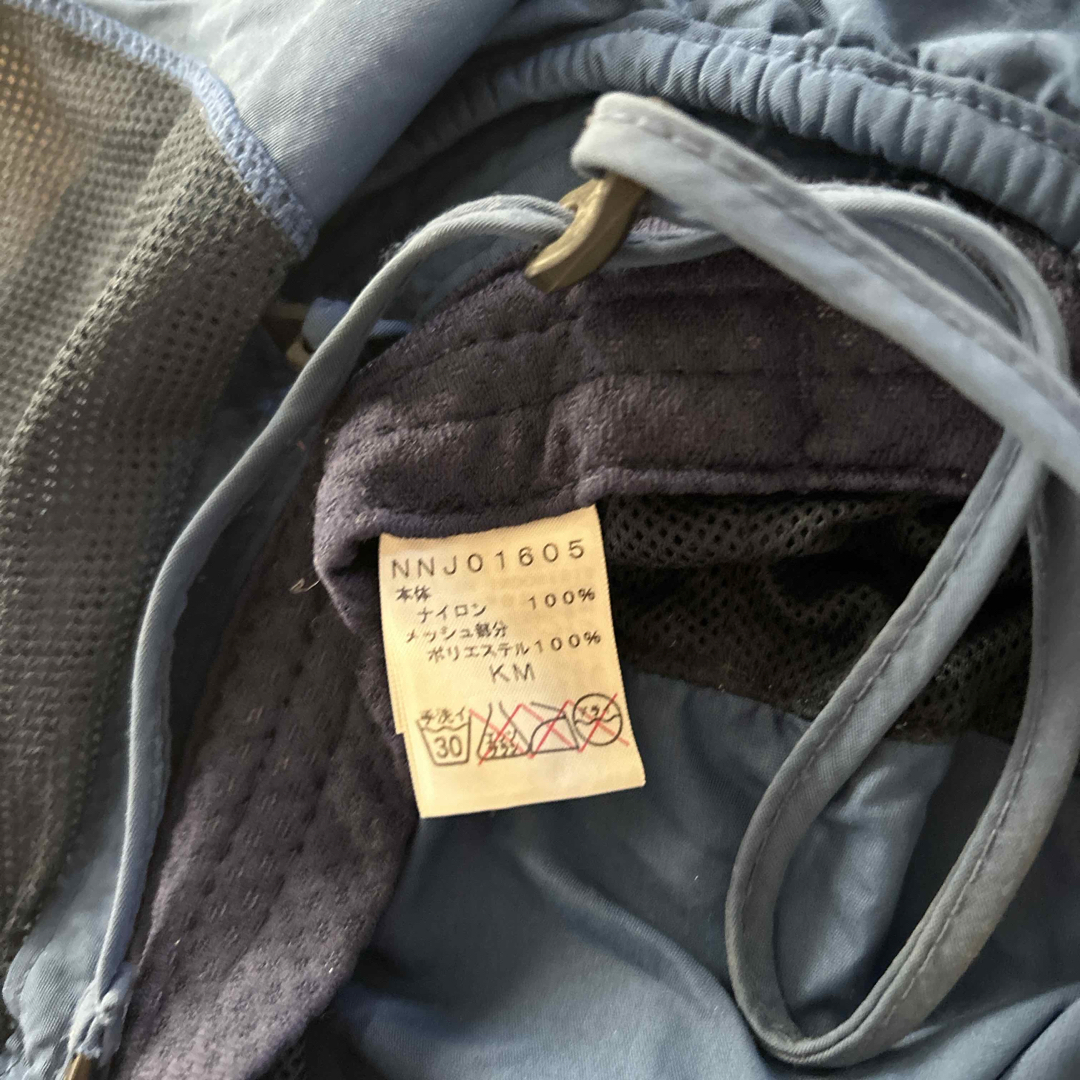 NNJ01605
本体
ナイロン 100%
メッシュ部分
ポリエステル100%
KM
手洗イ
30